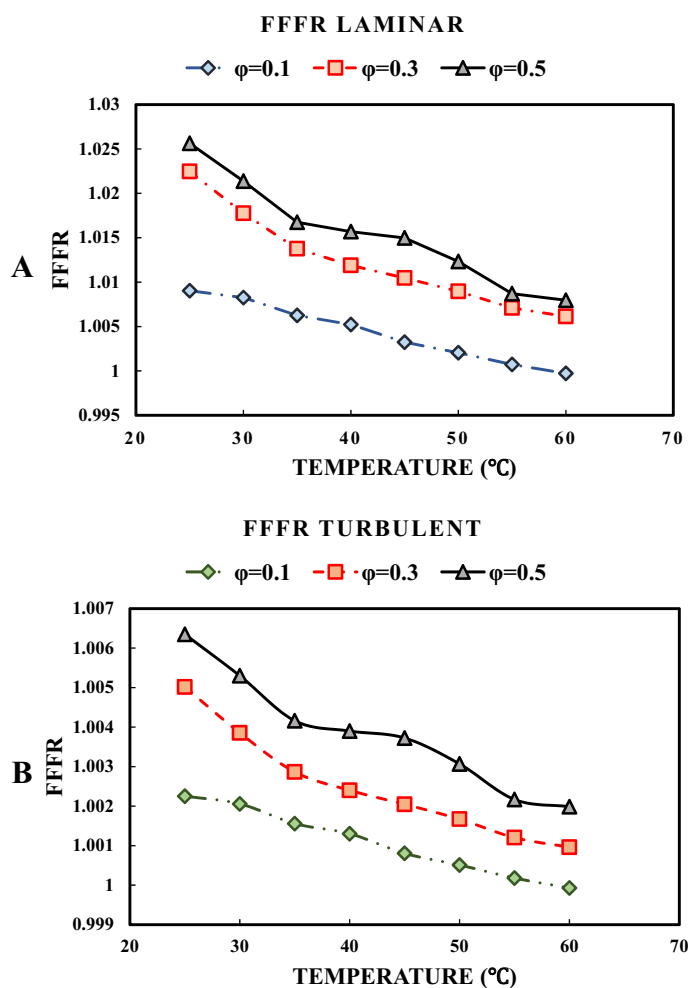 FFFR LAMINAR
φ=0.1 φ=0.3 φ=0.5
1.03
1.025
1.02
1.015
1.01
1.005
1
0.995
A
FFFR
20 30 40 50 60 70
TEMPERATURE (℃)
FFFR TURBULENT
φ=0.1 φ=0.3 φ=0.5
1.007
1.006
1.005
1.004
1.003
1.002
1.001
1
0.999
B
FFFR
20 30 40 50 60 70
TEMPERATURE (℃)